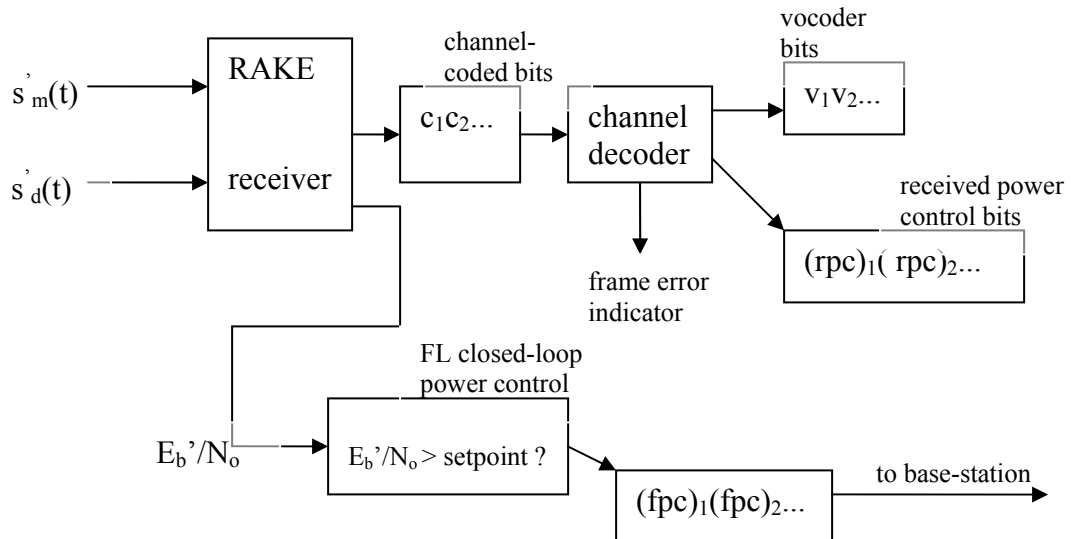 s'm(t)
s'd(t)
RAKE
receiver
channel-
coded bits
c₁c₂...
channel
decoder
vocoder
bits
v₁v₂...
received power
control bits
(rpc)₁( rpc)₂...
frame error
indicator
FL closed-loop
power control
Eb'/No
Eb'/No > setpoint ?
(fpc)₁(fpc)₂...
to base-station